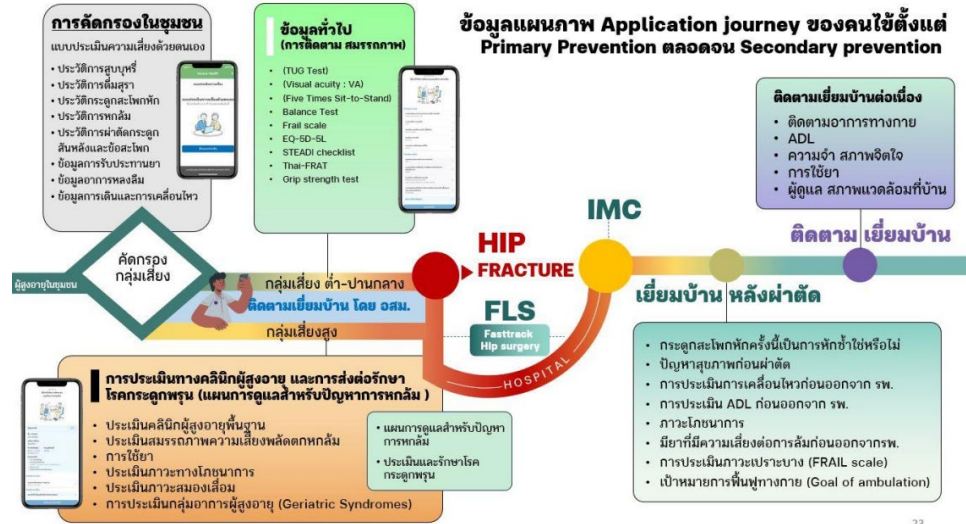 ข้อมูลแผนภาพ Application journey ของคนไข้ตั้งแต่
Primary Prevention ตลอดจน Secondary prevention
การคัดกรองในชุมชน
แบบประเมินความเสี่ยงด้วยตนเอง
• ประวัติการสูบบุหรี่
• ประวัติการดื่มสุรา
• ประวัติกระดูกสะโพกหัก
• ประวัติการหกล้ม
• ประวัติการผ่าตัดกระดูก
สันหลังและข้อสะโพก
• ข้อมูลการรับประทานยา
• ข้อมูลอาการหลงลืม
• ข้อมูลการเดินและการเคลื่อนไหว
ข้อมูลทั่วไป
(การติดตาม สมรรถภาพ)
• (TUG Test)
• (Visual acuity : VA)
• (Five Times Sit-to-Stand)
• Balance Test
• Frail scale
• EQ-5D-5L
• STEADI checklist
• Thai-FRAT
• Grip strength test
ติดตามเยี่ยมบ้านต่อเนื่อง
• ติดตามอาการทางกาย
• ADL
• ความจำ สภาพจิตใจ
• การใช้ยา
• ผู้ดูแล สภาพแวดล้อมที่บ้าน
ผู้สูงอายุในชุมชน
คัดกรอง
กลุ่มเสี่ยง
กลุ่มเสี่ยง ต่ำ-ปานกลาง
ติดตามเยี่ยมบ้าน โดย อสม.
กลุ่มเสี่ยงสูง
HIP
FRACTURE
FLS
Fasttrack
Hip surgery
HOSPITAL
IMC
เยี่ยมบ้าน หลังผ่าตัด
ติดตาม เยี่ยมบ้าน
การประเมินทางคลินิกผู้สูงอายุ และการส่งต่อรักษา
โรคกระดูกพรุน (แผนการดูแลสำหรับปัญหาการหกล้ม )
• ประเมินคลินิกผู้สูงอายุพื้นฐาน
• ประเมินสมรรถภาพความเสี่ยงพลัดตกหกล้ม
• การใช้ยา
• ประเมินภาวะทางโภชนาการ
• ประเมินภาวะสมองเสื่อม
• การประเมินกลุ่มอาการผู้สูงอายุ (Geriatric Syndromes)
• แผนการดูแลสำหรับปัญหา
การหกล้ม
• ประเมินและรักษาโรค
กระดูกพรุน
• กระดูกสะโพกหักครั้งนี้เป็นการหักซ้ำใช่หรือไม่
• ปัญหาสุขภาพก่อนผ่าตัด
• การประเมินการเคลื่อนไหวก่อนออกจาก รพ.
• การประเมิน ADL ก่อนออกจาก รพ.
• ภาวะโภชนาการ
• มียาที่มีความเสี่ยงต่อการล้มก่อนออกจากรพ.
• การประเมินภาวะเปราะบาง (FRAIL scale)
• เป้าหมายการฟื้นฟูทางกาย (Goal of ambulation)
23